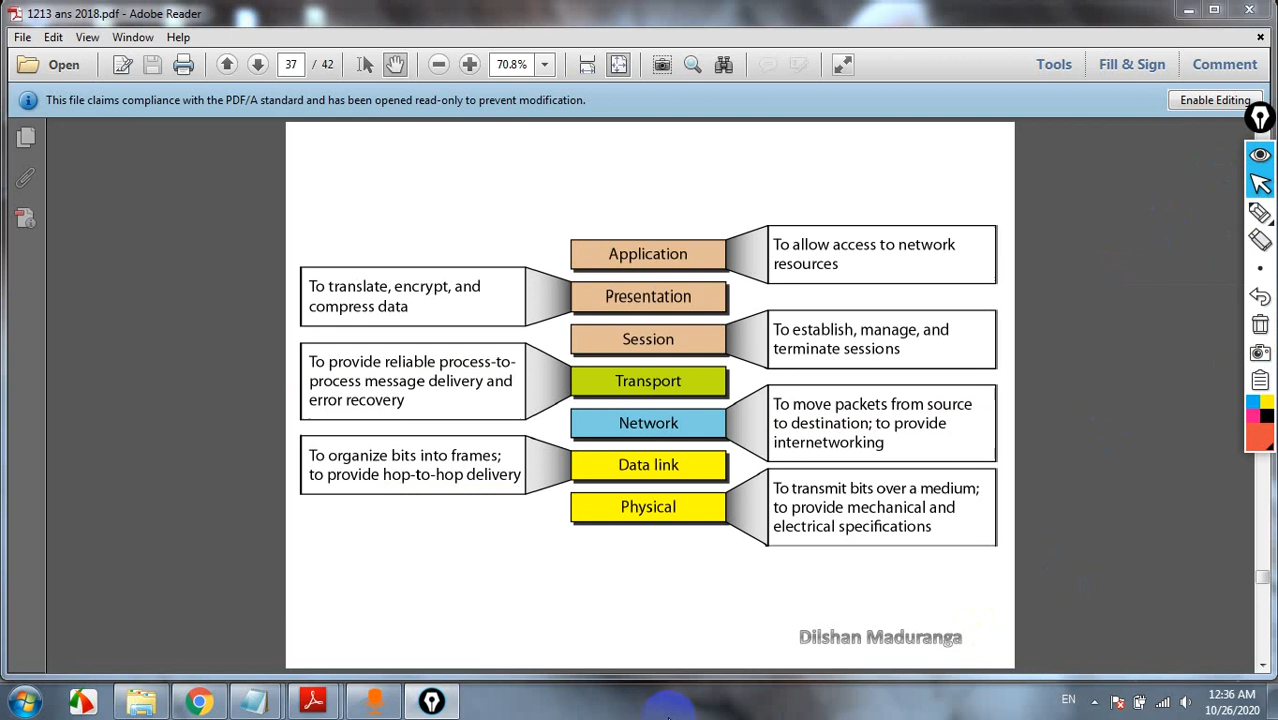 1213 ans 2018.pdf - Adobe Reader
File Edit View Window Help
Open 37 / 42 70.8% Tools Fill & Sign Comment
This file claims compliance with the PDF/A standard and has been opened read-only to prevent modification. Enable Editing
Application
To allow access to network
resources
To translate, encrypt, and
compress data
Presentation
Session
To establish, manage, and
terminate sessions
To provide reliable process-to-
process message delivery and
error recovery
Transport
Network
To move packets from source
to destination; to provide
internetworking
To organize bits into frames;
to provide hop-to-hop delivery
Data link
Physical
To transmit bits over a medium;
to provide mechanical and
electrical specifications
Dilshan Maduranga
EN
12:36 AM
10/26/2020